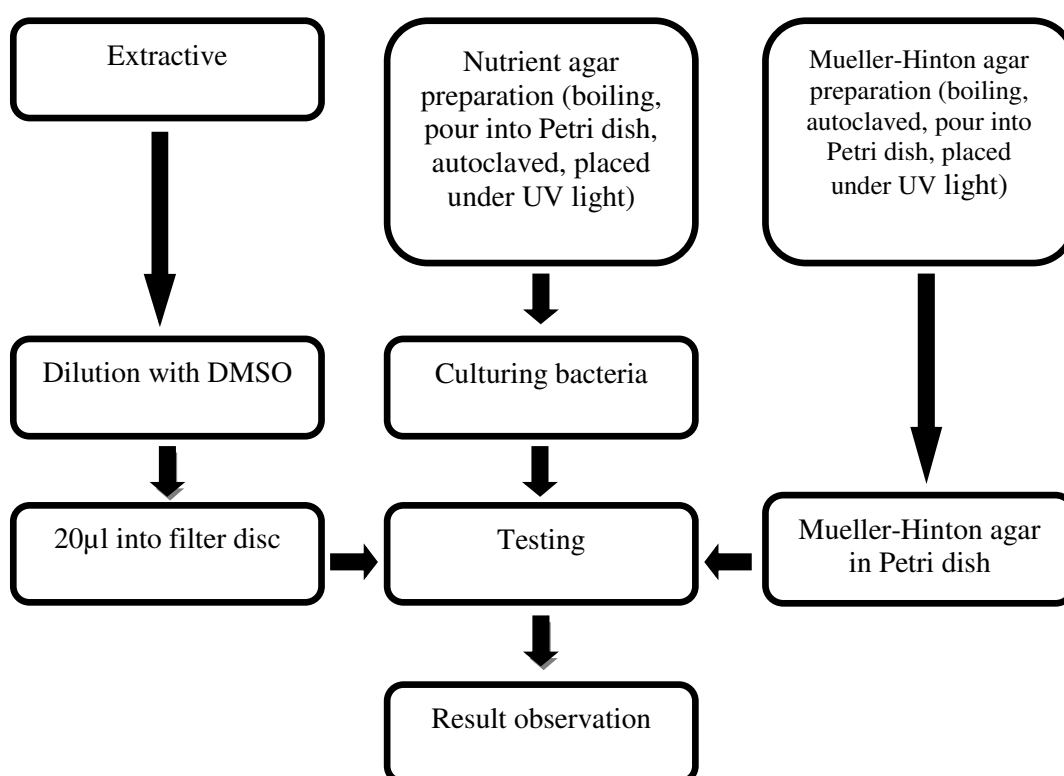 Extractive
Nutrient agar
preparation (boiling,
pour into Petri dish,
autoclaved, placed
under UV light)
Mueller-Hinton agar
preparation (boiling,
autoclaved, pour into
Petri dish, placed
under UV light)
Dilution with DMSO
Culturing bacteria
20µl into filter disc
Testing
Mueller-Hinton agar
in Petri dish
Result observation